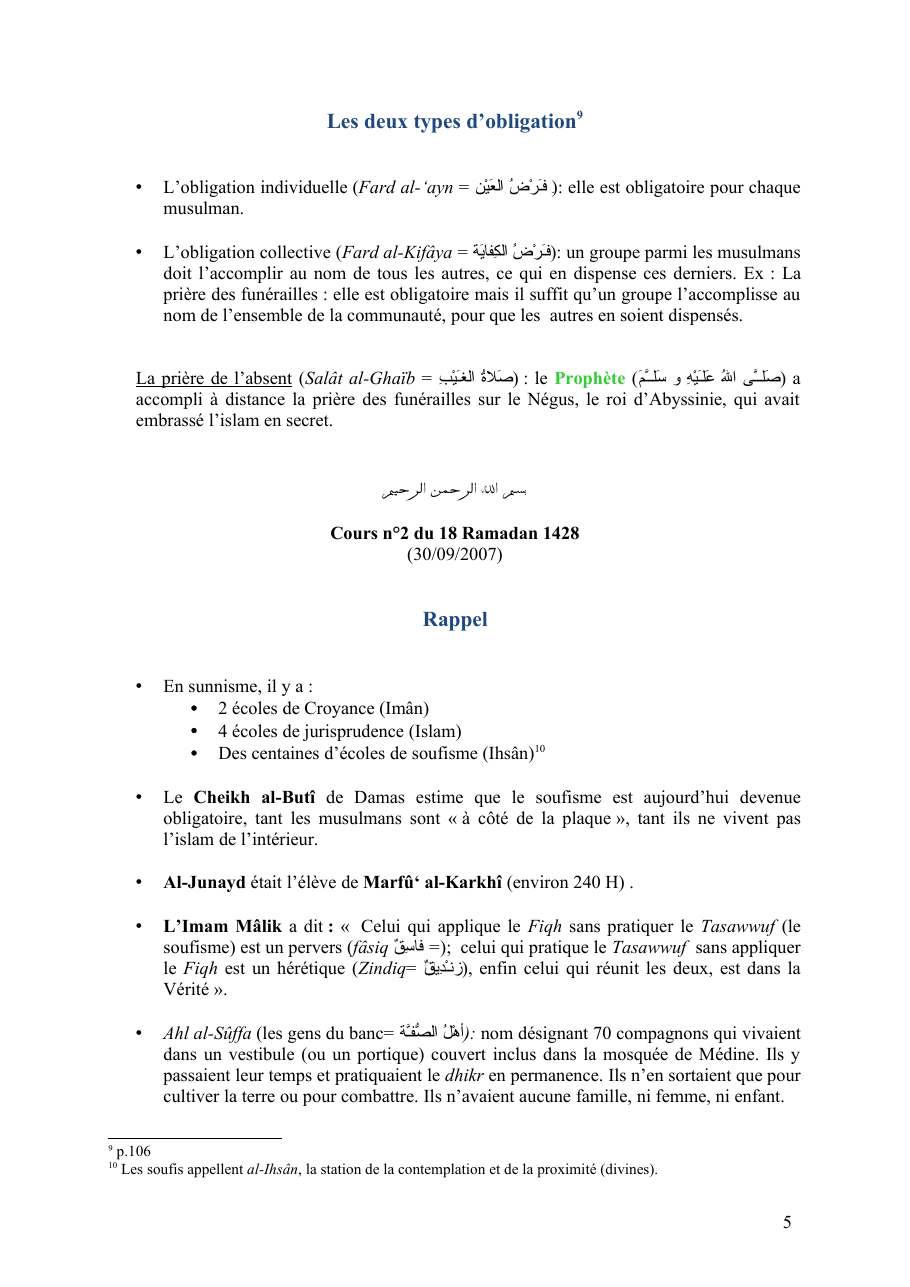 Les deux types d’obligation9
• L’obligation individuelle (Fard al-‘ayn = فَـرْضُ العَيْنِ ): elle est obligatoire pour chaque
musulman.
• L’obligation collective (Fard al-Kifâya = فَـرْضُ الكِفايَة): un groupe parmi les musulmans
doit l’accomplir au nom de tous les autres, ce qui en dispense ces derniers. Ex : La
prière des funérailles : elle est obligatoire mais il suffit qu’un groupe l’accomplisse au
nom de l’ensemble de la communauté, pour que les autres en soient dispensés.
La prière de l’absent (Salât al-Ghaïb = صَلاةُ الغَـيْـبِ) : le Prophète (صَلَـــَّى اللهُ عَلَـيْـهِ و سَلَـــَّمَ) a
accompli à distance la prière des funérailles sur le Négus, le roi d’Abyssinie, qui avait
embrassé l’islam en secret.
بسم الله الرحمن الرحيم
Cours n°2 du 18 Ramadan 1428
(30/09/2007)
Rappel
• En sunnisme, il y a :
• 2 écoles de Croyance (Imân)
• 4 écoles de jurisprudence (Islam)
• Des centaines d’écoles de soufisme (Ihsân)10
• Le Cheikh al-Butî de Damas estime que le soufisme est aujourd’hui devenue
obligatoire, tant les musulmans sont « à côté de la plaque », tant ils ne vivent pas
l’islam de l’intérieur.
• Al-Junayd était l’élève de Marfû‘ al-Karkhî (environ 240 H) .
• L’Imam Mâlik a dit : « Celui qui applique le Fiqh sans pratiquer le Tasawwuf (le
soufisme) est un pervers (fâsiq فاسِقٌ =); celui qui pratique le Tasawwuf sans appliquer
le Fiqh est un hérétique (Zindiq= زنـْديقٌ), enfin celui qui réunit les deux, est dans la
Vérité ».
• Ahl al-Sûffa (les gens du banc= أهْلُ الصُّفـَّة): nom désignant 70 compagnons qui vivaient
dans un vestibule (ou un portique) couvert inclus dans la mosquée de Médine. Ils y
passaient leur temps et pratiquaient le dhikr en permanence. Ils n’en sortaient que pour
cultiver la terre ou pour combattre. Ils n’avaient aucune famille, ni femme, ni enfant.
9 p.106
10 Les soufis appellent al-Ihsân, la station de la contemplation et de la proximité (divines).
5